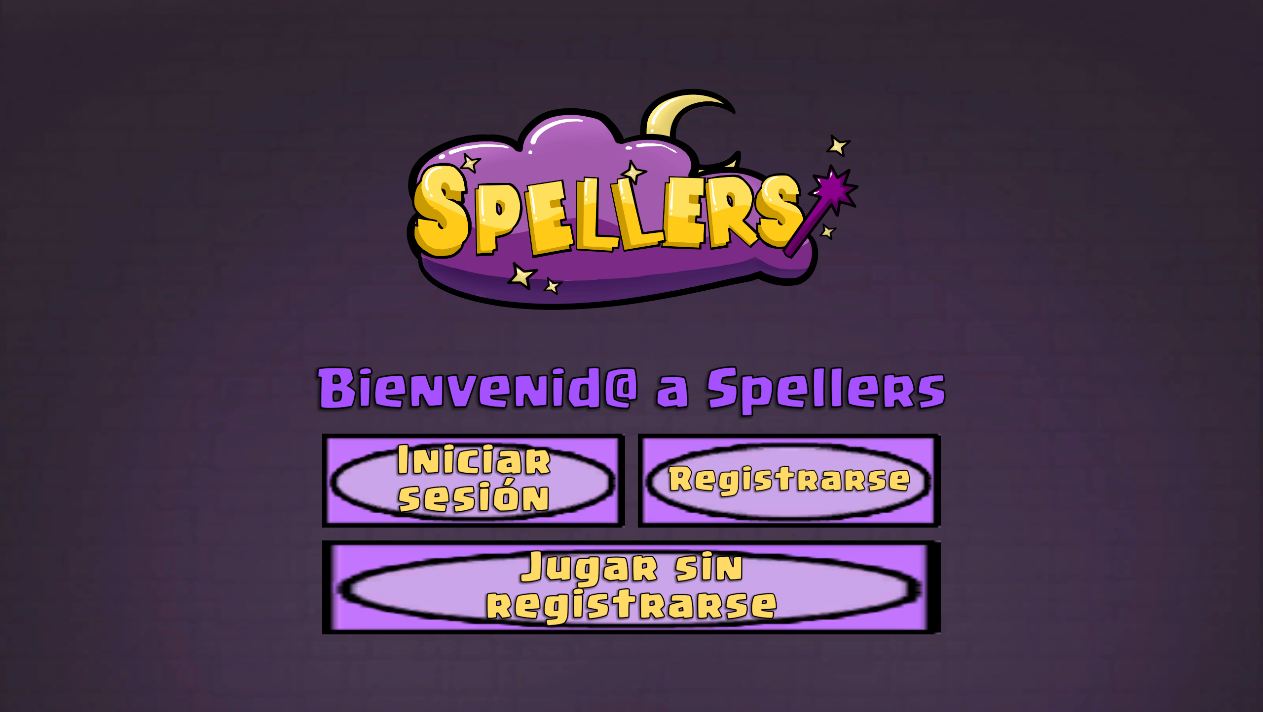 Spellers
Bienvenid@ a Spellers
Iniciar
sesión
Registrarse
Jugar sin
registrarse